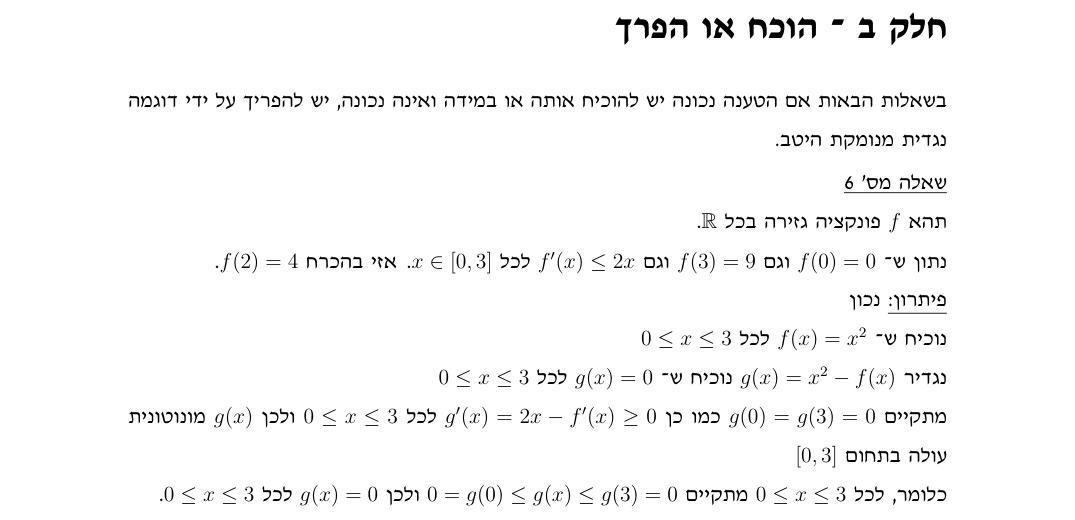 חלק ב - הוכח או הפרך
בשאלות הבאות אם הטענה נכונה יש להוכיח אותה או במידה ואינה נכונה, יש להפריך על ידי דוגמה
נגדית מנומקת היטב.
שאלה מס' 6
תהא f פונקציה גזירה בכל ℝ.
נתון ש- f(0) = 0 וגם f(3) = 9 וגם f′(x) ≤ 2x לכל x ∈ [0, 3]. אזי בהכרח f(2) = 4.
פיתרון: נכון
נוכיח ש- f(x) = x² לכל 0 ≤ x ≤ 3
נגדיר g(x) = x² − f(x) נוכיח ש- g(x) = 0 לכל 0 ≤ x ≤ 3
מתקיים g(0) = g(3) = 0 כמו כן g′(x) = 2x − f′(x) ≥ 0 לכל 0 ≤ x ≤ 3 ולכן g(x) מונוטונית
עולה בתחום [0, 3]
כלומר, לכל 0 ≤ x ≤ 3 מתקיים 0 = g(0) ≤ g(x) ≤ g(3) = 0 ולכן g(x) = 0 לכל 0 ≤ x ≤ 3.